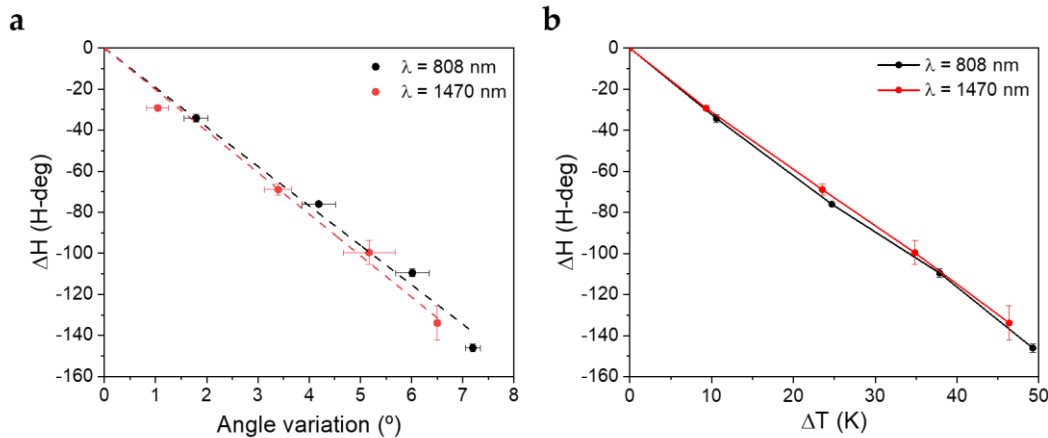 a
0
-20
-40
-60
-80
-100
-120
-140
-160
ΔH (H-deg)
λ = 808 nm
λ = 1470 nm
0 1 2 3 4 5 6 7 8
Angle variation (º)
b
0
-20
-40
-60
-80
-100
-120
-140
-160
ΔH (H-deg)
λ = 808 nm
λ = 1470 nm
0 10 20 30 40 50
ΔT (K)